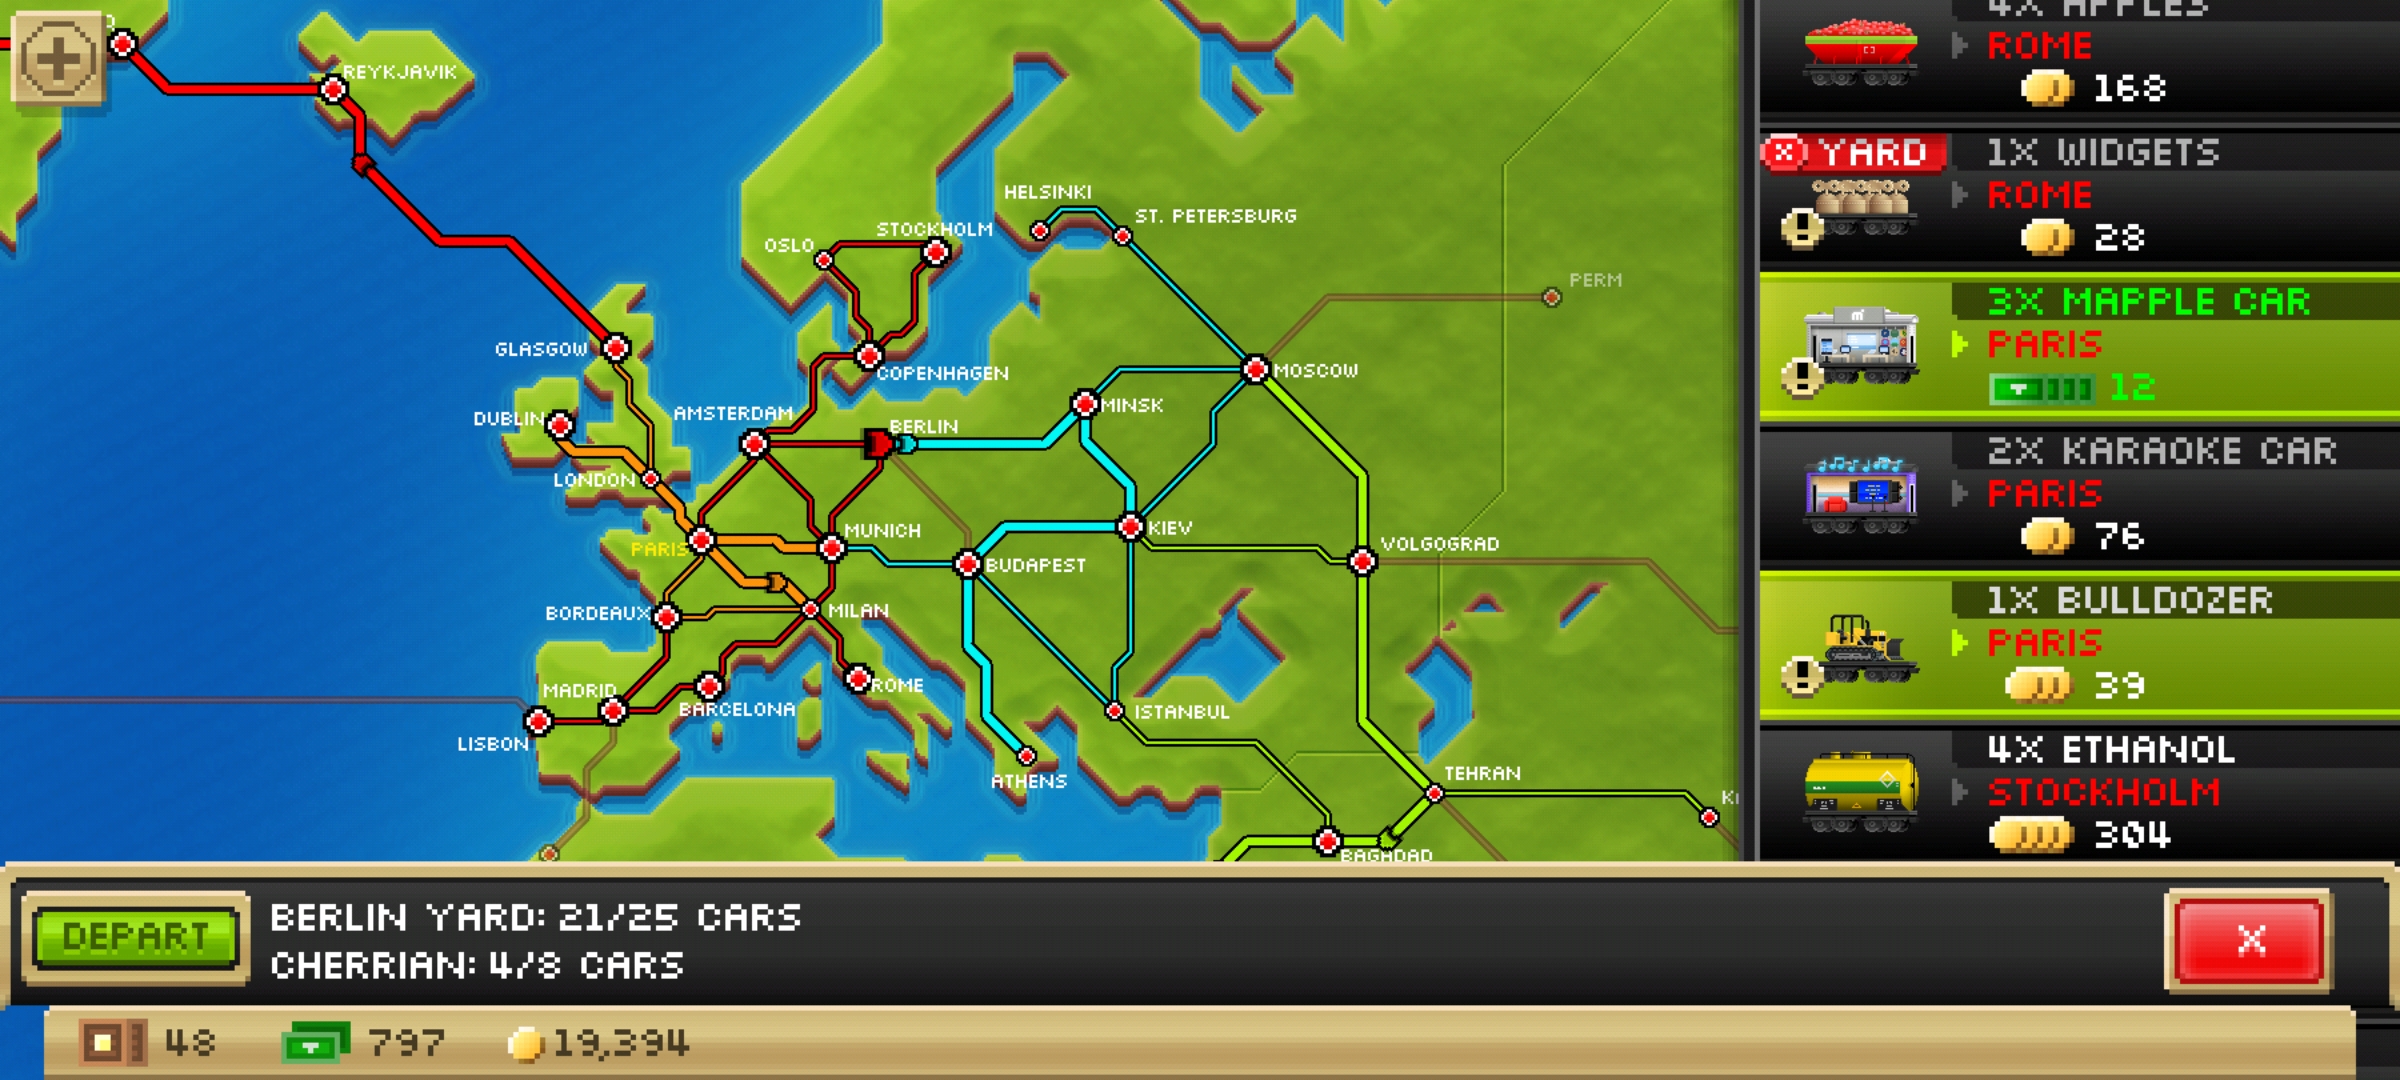 REYKJAVIK
HELSINKI
ST. PETERSBURG
STOCKHOLM
OSLO
PERM
GLASGOW
COPENHAGEN
MOSCOW
MINSK
DUBLIN
AMSTERDAM
BERLIN
LONDON
MUNICH
KIEV
VOLGOGRAD
PARIS
BUDAPEST
BORDEAUX
MILAN
MADRID
ROME
BARCELONA
ISTANBUL
LISBON
ATHENS
TEHRAN
BAGHDAD
4X APPLES
ROME
168
YARD
1X WIDGETS
ROME
28
3X MAPPLE CAR
PARIS
12
2X KARAOKE CAR
PARIS
76
1X BULLDOZER
PARIS
39
4X ETHANOL
STOCKHOLM
304
DEPART
BERLIN YARD: 21/25 CARS
CHERRIAN: 4/8 CARS
X
48
797
19,394